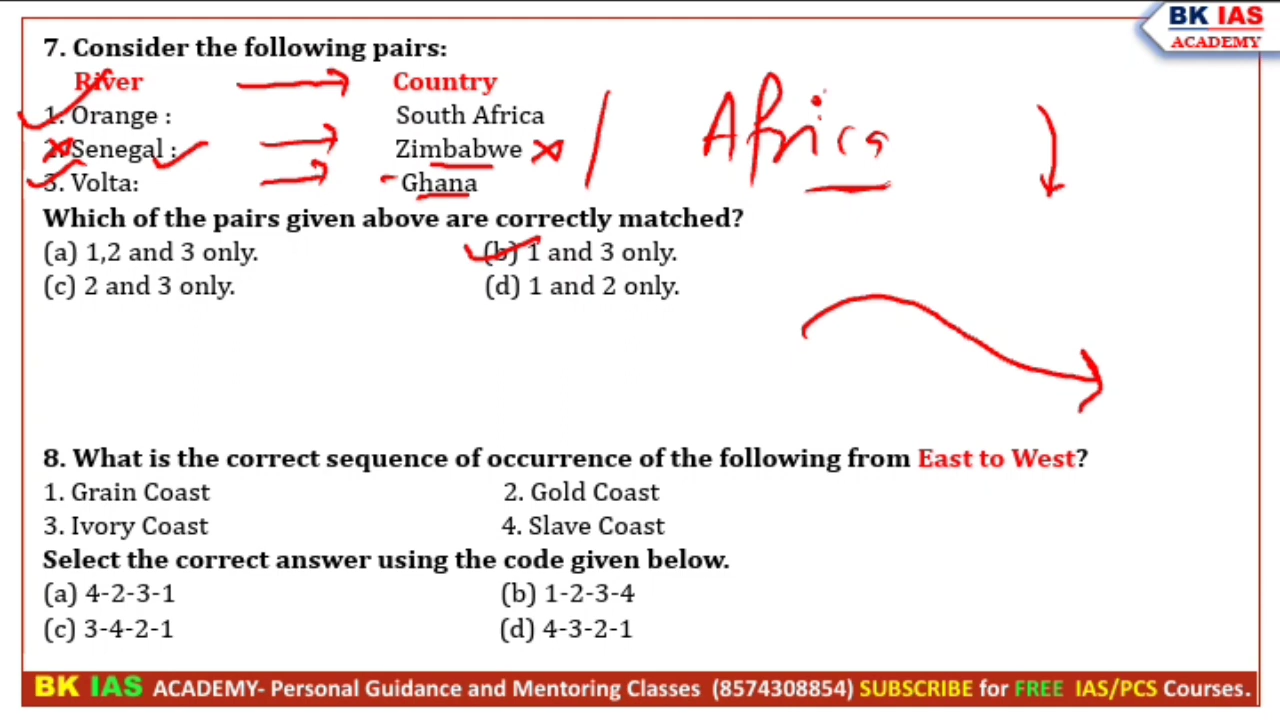 BK IAS
ACADEMY
7. Consider the following pairs:
River Country
1. Orange : South Africa
2. Senegal : Zimbabwe
3. Volta: Ghana
Africa
Which of the pairs given above are correctly matched?
(a) 1,2 and 3 only. (b) 1 and 3 only.
(c) 2 and 3 only. (d) 1 and 2 only.
8. What is the correct sequence of occurrence of the following from East to West?
1. Grain Coast 2. Gold Coast
3. Ivory Coast 4. Slave Coast
Select the correct answer using the code given below.
(a) 4-2-3-1 (b) 1-2-3-4
(c) 3-4-2-1 (d) 4-3-2-1
BK IAS ACADEMY- Personal Guidance and Mentoring Classes (8574308854) SUBSCRIBE for FREE IAS/PCS Courses.